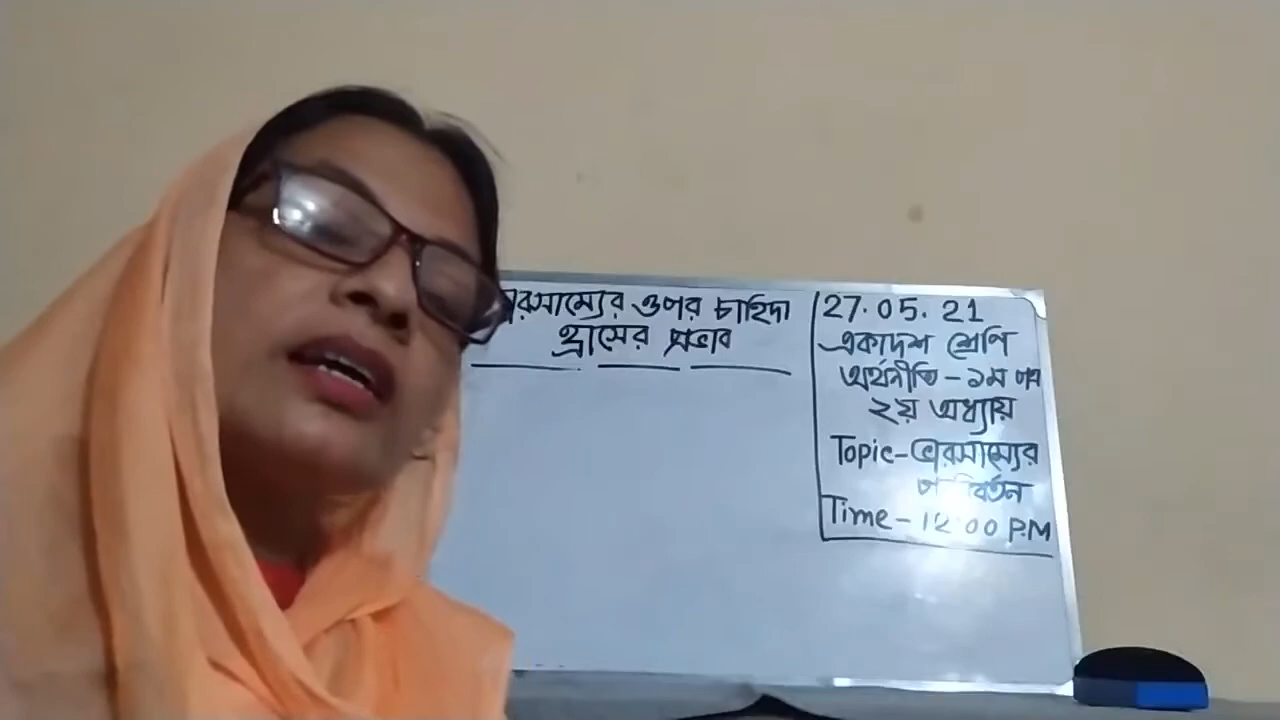 ভারসাম্যের ওপর চাহিদা
হ্রাসের প্রভাব
27.05.21
একাদশ শ্রেণি
অর্থনীতি - ১ম পত্র
২য় অধ্যায়
Topic - ভারসাম্যের
পরিবর্তন
Time - 12:00 P.M